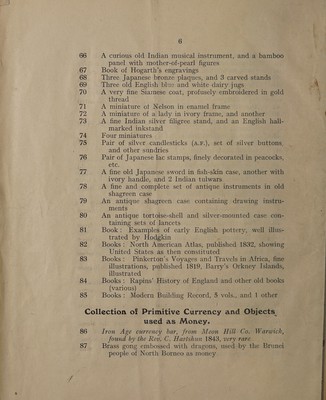 6
66 A curious old Indian musical instrument, and a bamboo
panel with mother-of-pearl figures
67 Book of Hogarth's engravings
68 Three Japanese bronze plaques, and 3 carved stands
69 Three old English blue and white dairy jugs
70 A very fine Siamese coat, profusely embroidered in gold
thread
71 A miniature of Nelson in enamel frame
72 A miniature of a lady in ivory frame, and another
73 A fine Indian silver filigree stand, and an English hall-
marked inkstand
74 Four miniatures
75 Pair of silver candlesticks (A.F.), set of silver buttons,
and other sundries
76 Pair of Japanese lac stamps, finely decorated in peacocks,
etc.
77 A fine old Japanese sword in fish-skin case, another with
ivory handle, and 2 Indian tulwars
78 A fine and complete set of antique instruments in old
shagreen case
79 An antique shagreen case containing drawing instru-
ments
80 An antique tortoise-shell and silver-mounted case con-
taining sets of lancets
81 Book: Examples of early English pottery, well illus-
trated by Hodgkin
82 Books: North American Atlas, published 1832, showing
United States as then constituted
83 Books: Pinkerton's Voyages and Travels in Africa, fine
illustrations, published 1819, Barry's Orkney Islands,
illustrated
84 Books: Rapins' History of England and other old books
(various)
85 Books: Modern Building Record, 5 vols., and 1 other
Collection of Primitive Currency and Objects
used as Money.
86 Iron Age currency bar, from Meon Hill Co. Warwick,
found by the Rev. C. Hartshon 1843, very rare
87 Brass gong embossed with dragons, used by the Brunei
people of North Borneo as money